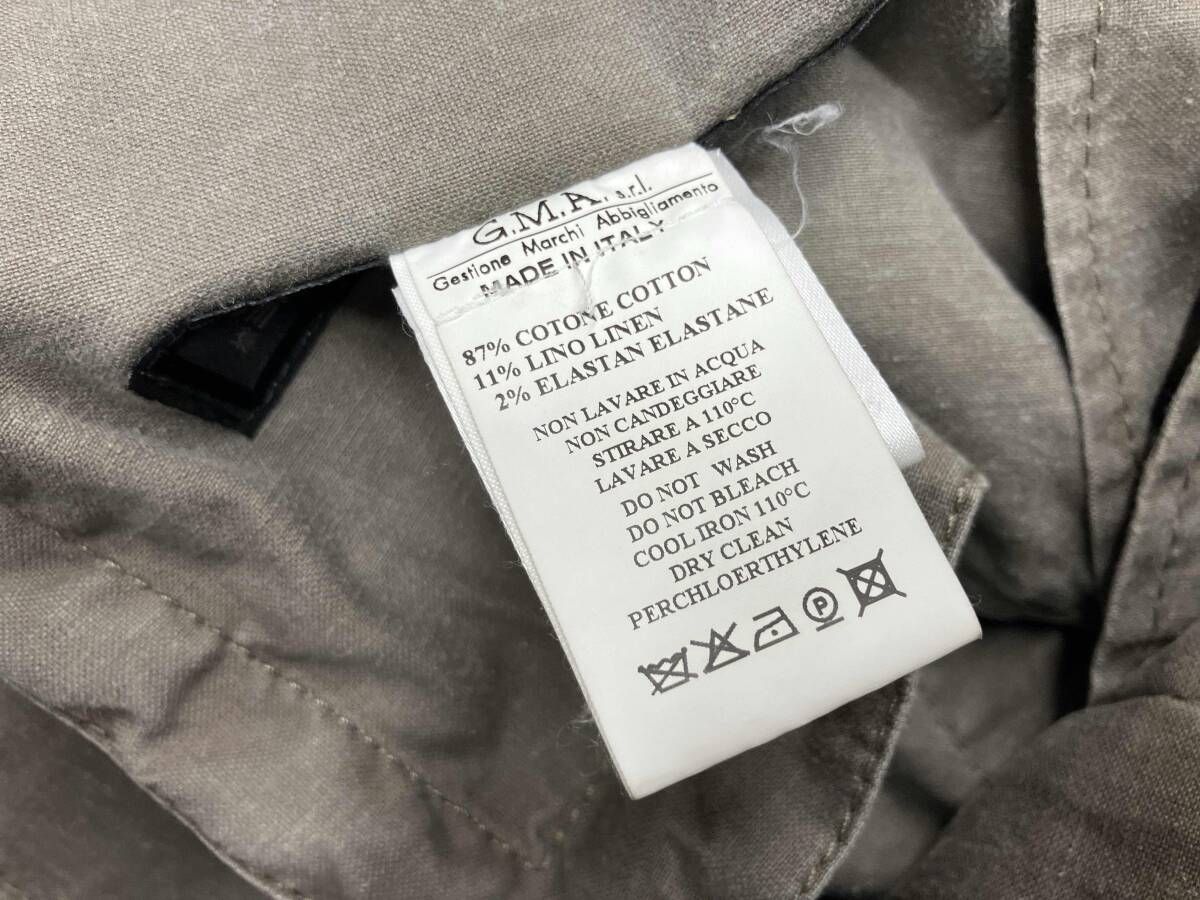 G.M.A. s.r.l.
Gestione Marchi Abbigliamento
MADE IN ITALY
87% COTONE COTTON
11% LINO LINEN
2% ELASTAN ELASTANE
NON LAVARE IN ACQUA
NON CANDEGGIARE
STIRARE A 110°C
LAVARE A SECCO
DO NOT WASH
DO NOT BLEACH
COOL IRON 110°C
DRY CLEAN
PERCHLOERTHYLENE
P